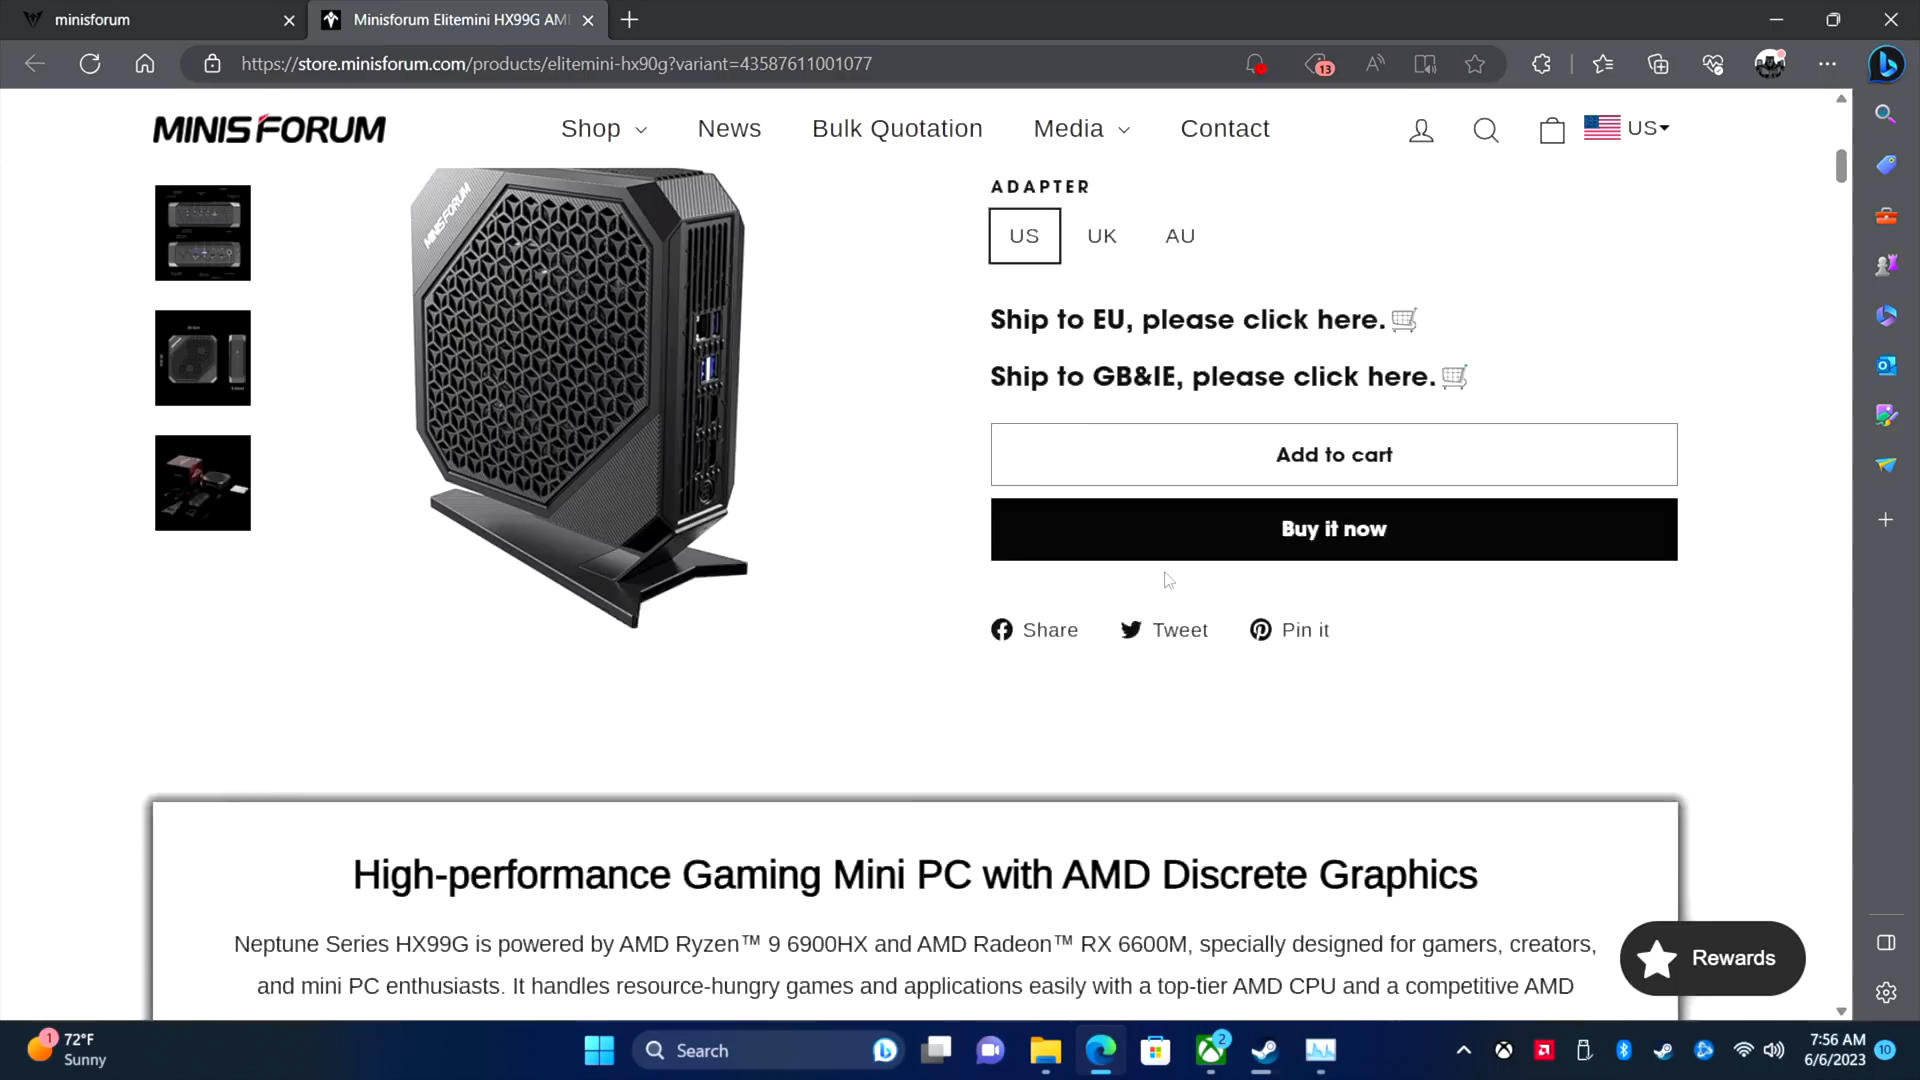 minisforum
Minisforum Elitemini HX99G AM
https://store.minisforum.com/products/elitemini-hx90g?variant=43587611001077
13
MINISFORUM
Shop
News
Bulk Quotation
Media
Contact
US
MINISFORUM
ADAPTER
US
UK
AU
Ship to EU, please click here.
Ship to GB&IE, please click here.
Add to cart
Buy it now
Share
Tweet
Pin it
High-performance Gaming Mini PC with AMD Discrete Graphics
Neptune Series HX99G is powered by AMD Ryzen™ 9 6900HX and AMD Radeon™ RX 6600M, specially designed for gamers, creators,
and mini PC enthusiasts. It handles resource-hungry games and applications easily with a top-tier AMD CPU and a competitive AMD
Rewards
1
72°F
Sunny
Search
2
7:56 AM
6/6/2023
10